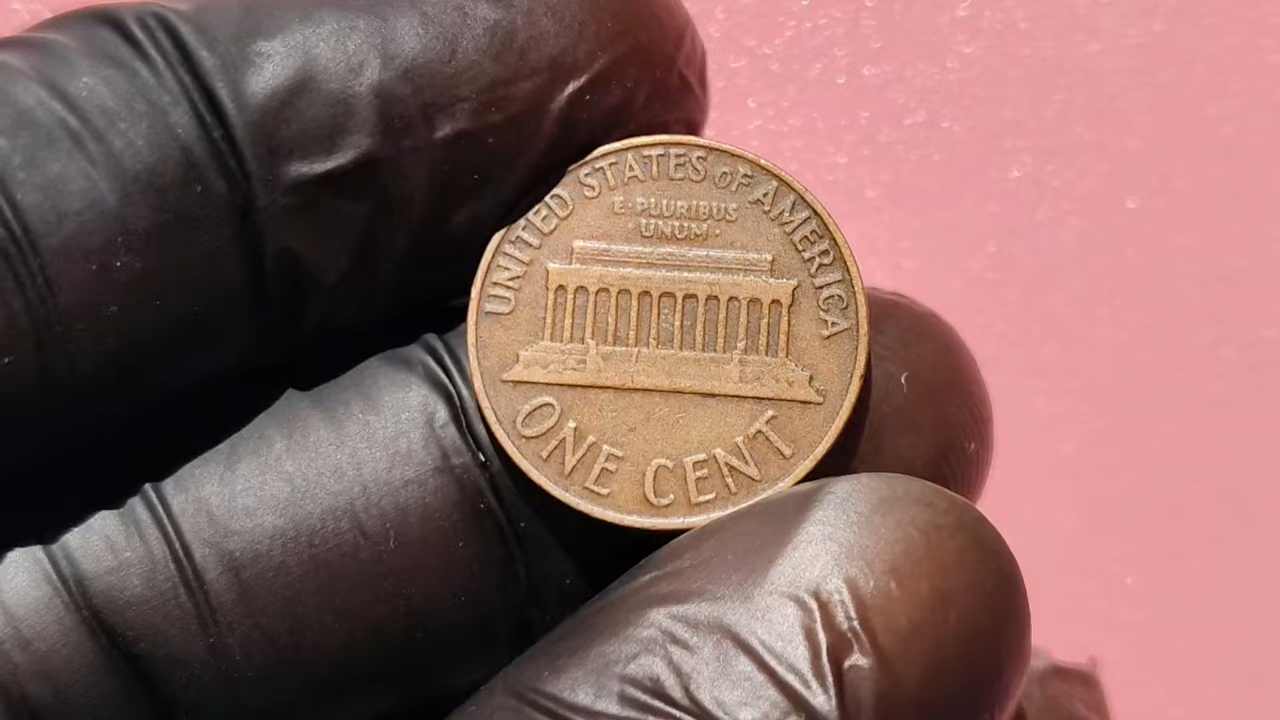 UNITED STATES OF AMERICA
E·PLURIBUS
·UNUM·
ONE CENT